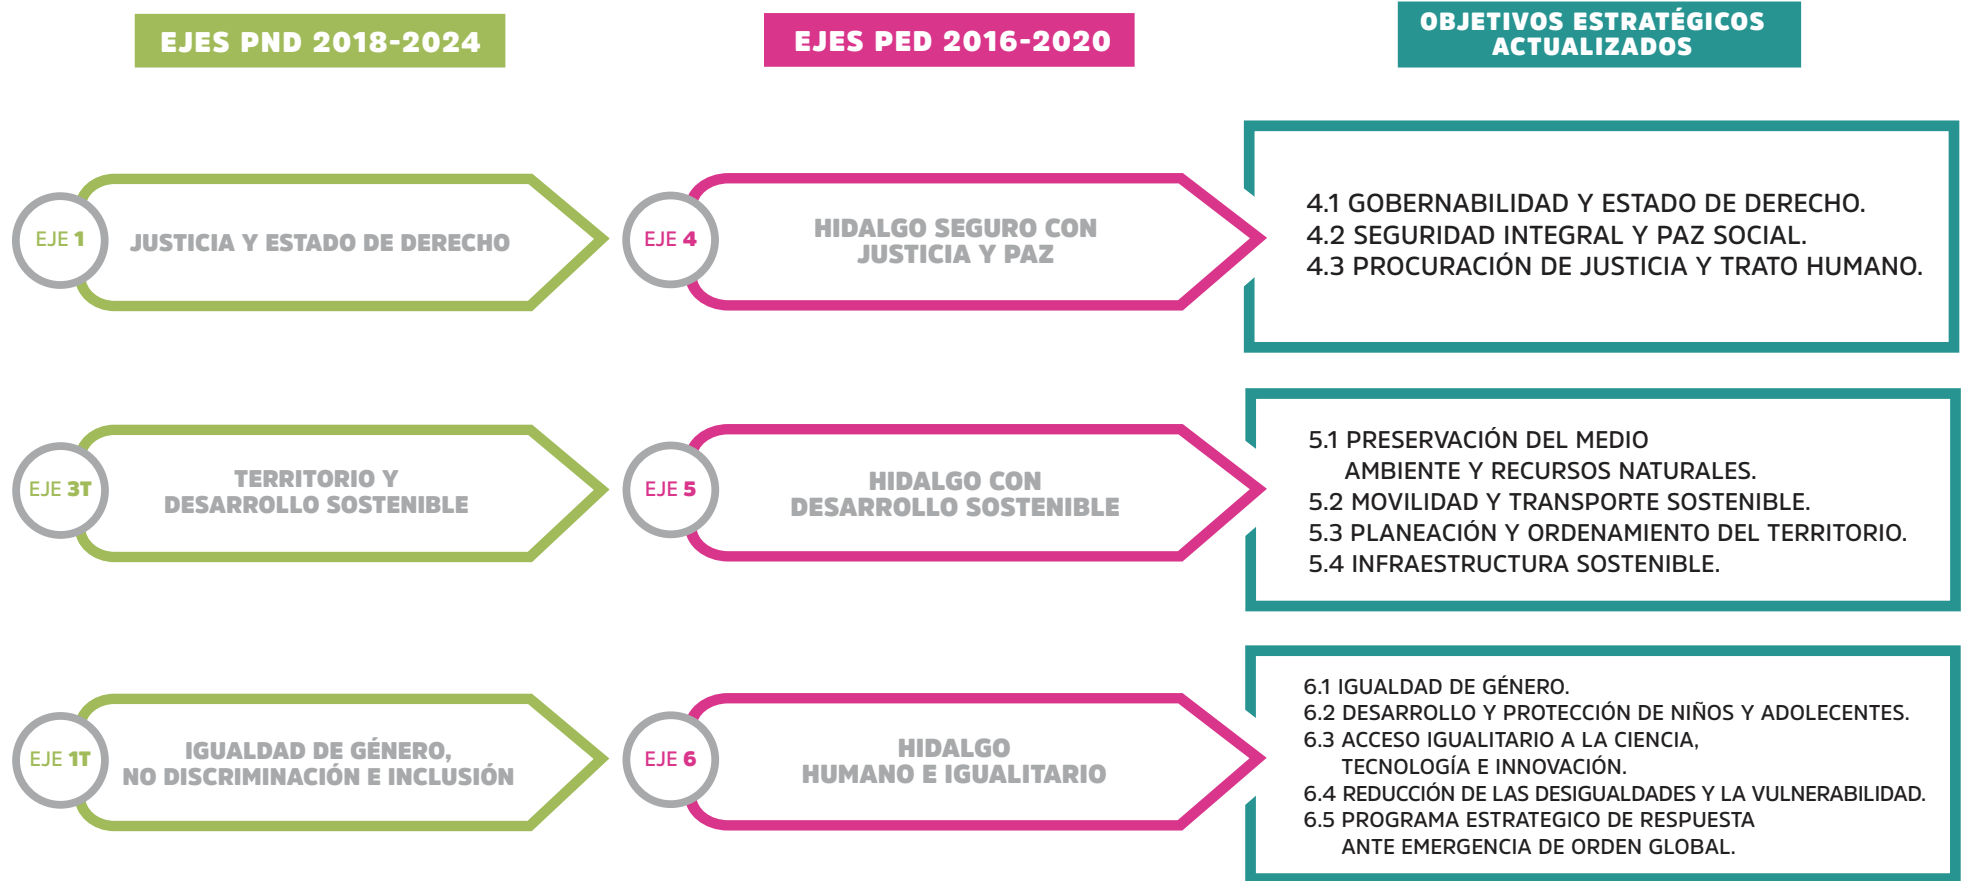 EJES PND 2018-2024
EJES PED 2016-2020
OBJETIVOS ESTRATÉGICOS
ACTUALIZADOS
EJE 1
JUSTICIA Y ESTADO DE DERECHO
EJE 4
HIDALGO SEGURO CON
JUSTICIA Y PAZ
4.1 GOBERNABILIDAD Y ESTADO DE DERECHO.
4.2 SEGURIDAD INTEGRAL Y PAZ SOCIAL.
4.3 PROCURACIÓN DE JUSTICIA Y TRATO HUMANO.
EJE 3T
TERRITORIO Y
DESARROLLO SOSTENIBLE
EJE 5
HIDALGO CON
DESARROLLO SOSTENIBLE
5.1 PRESERVACIÓN DEL MEDIO
AMBIENTE Y RECURSOS NATURALES.
5.2 MOVILIDAD Y TRANSPORTE SOSTENIBLE.
5.3 PLANEACIÓN Y ORDENAMIENTO DEL TERRITORIO.
5.4 INFRAESTRUCTURA SOSTENIBLE.
EJE 1T
IGUALDAD DE GÉNERO,
NO DISCRIMINACIÓN E INCLUSIÓN
EJE 6
HIDALGO
HUMANO E IGUALITARIO
6.1 IGUALDAD DE GÉNERO.
6.2 DESARROLLO Y PROTECCIÓN DE NIÑOS Y ADOLECENTES.
6.3 ACCESO IGUALITARIO A LA CIENCIA,
TECNOLOGÍA E INNOVACIÓN.
6.4 REDUCCIÓN DE LAS DESIGUALDADES Y LA VULNERABILIDAD.
6.5 PROGRAMA ESTRATEGICO DE RESPUESTA
ANTE EMERGENCIA DE ORDEN GLOBAL.